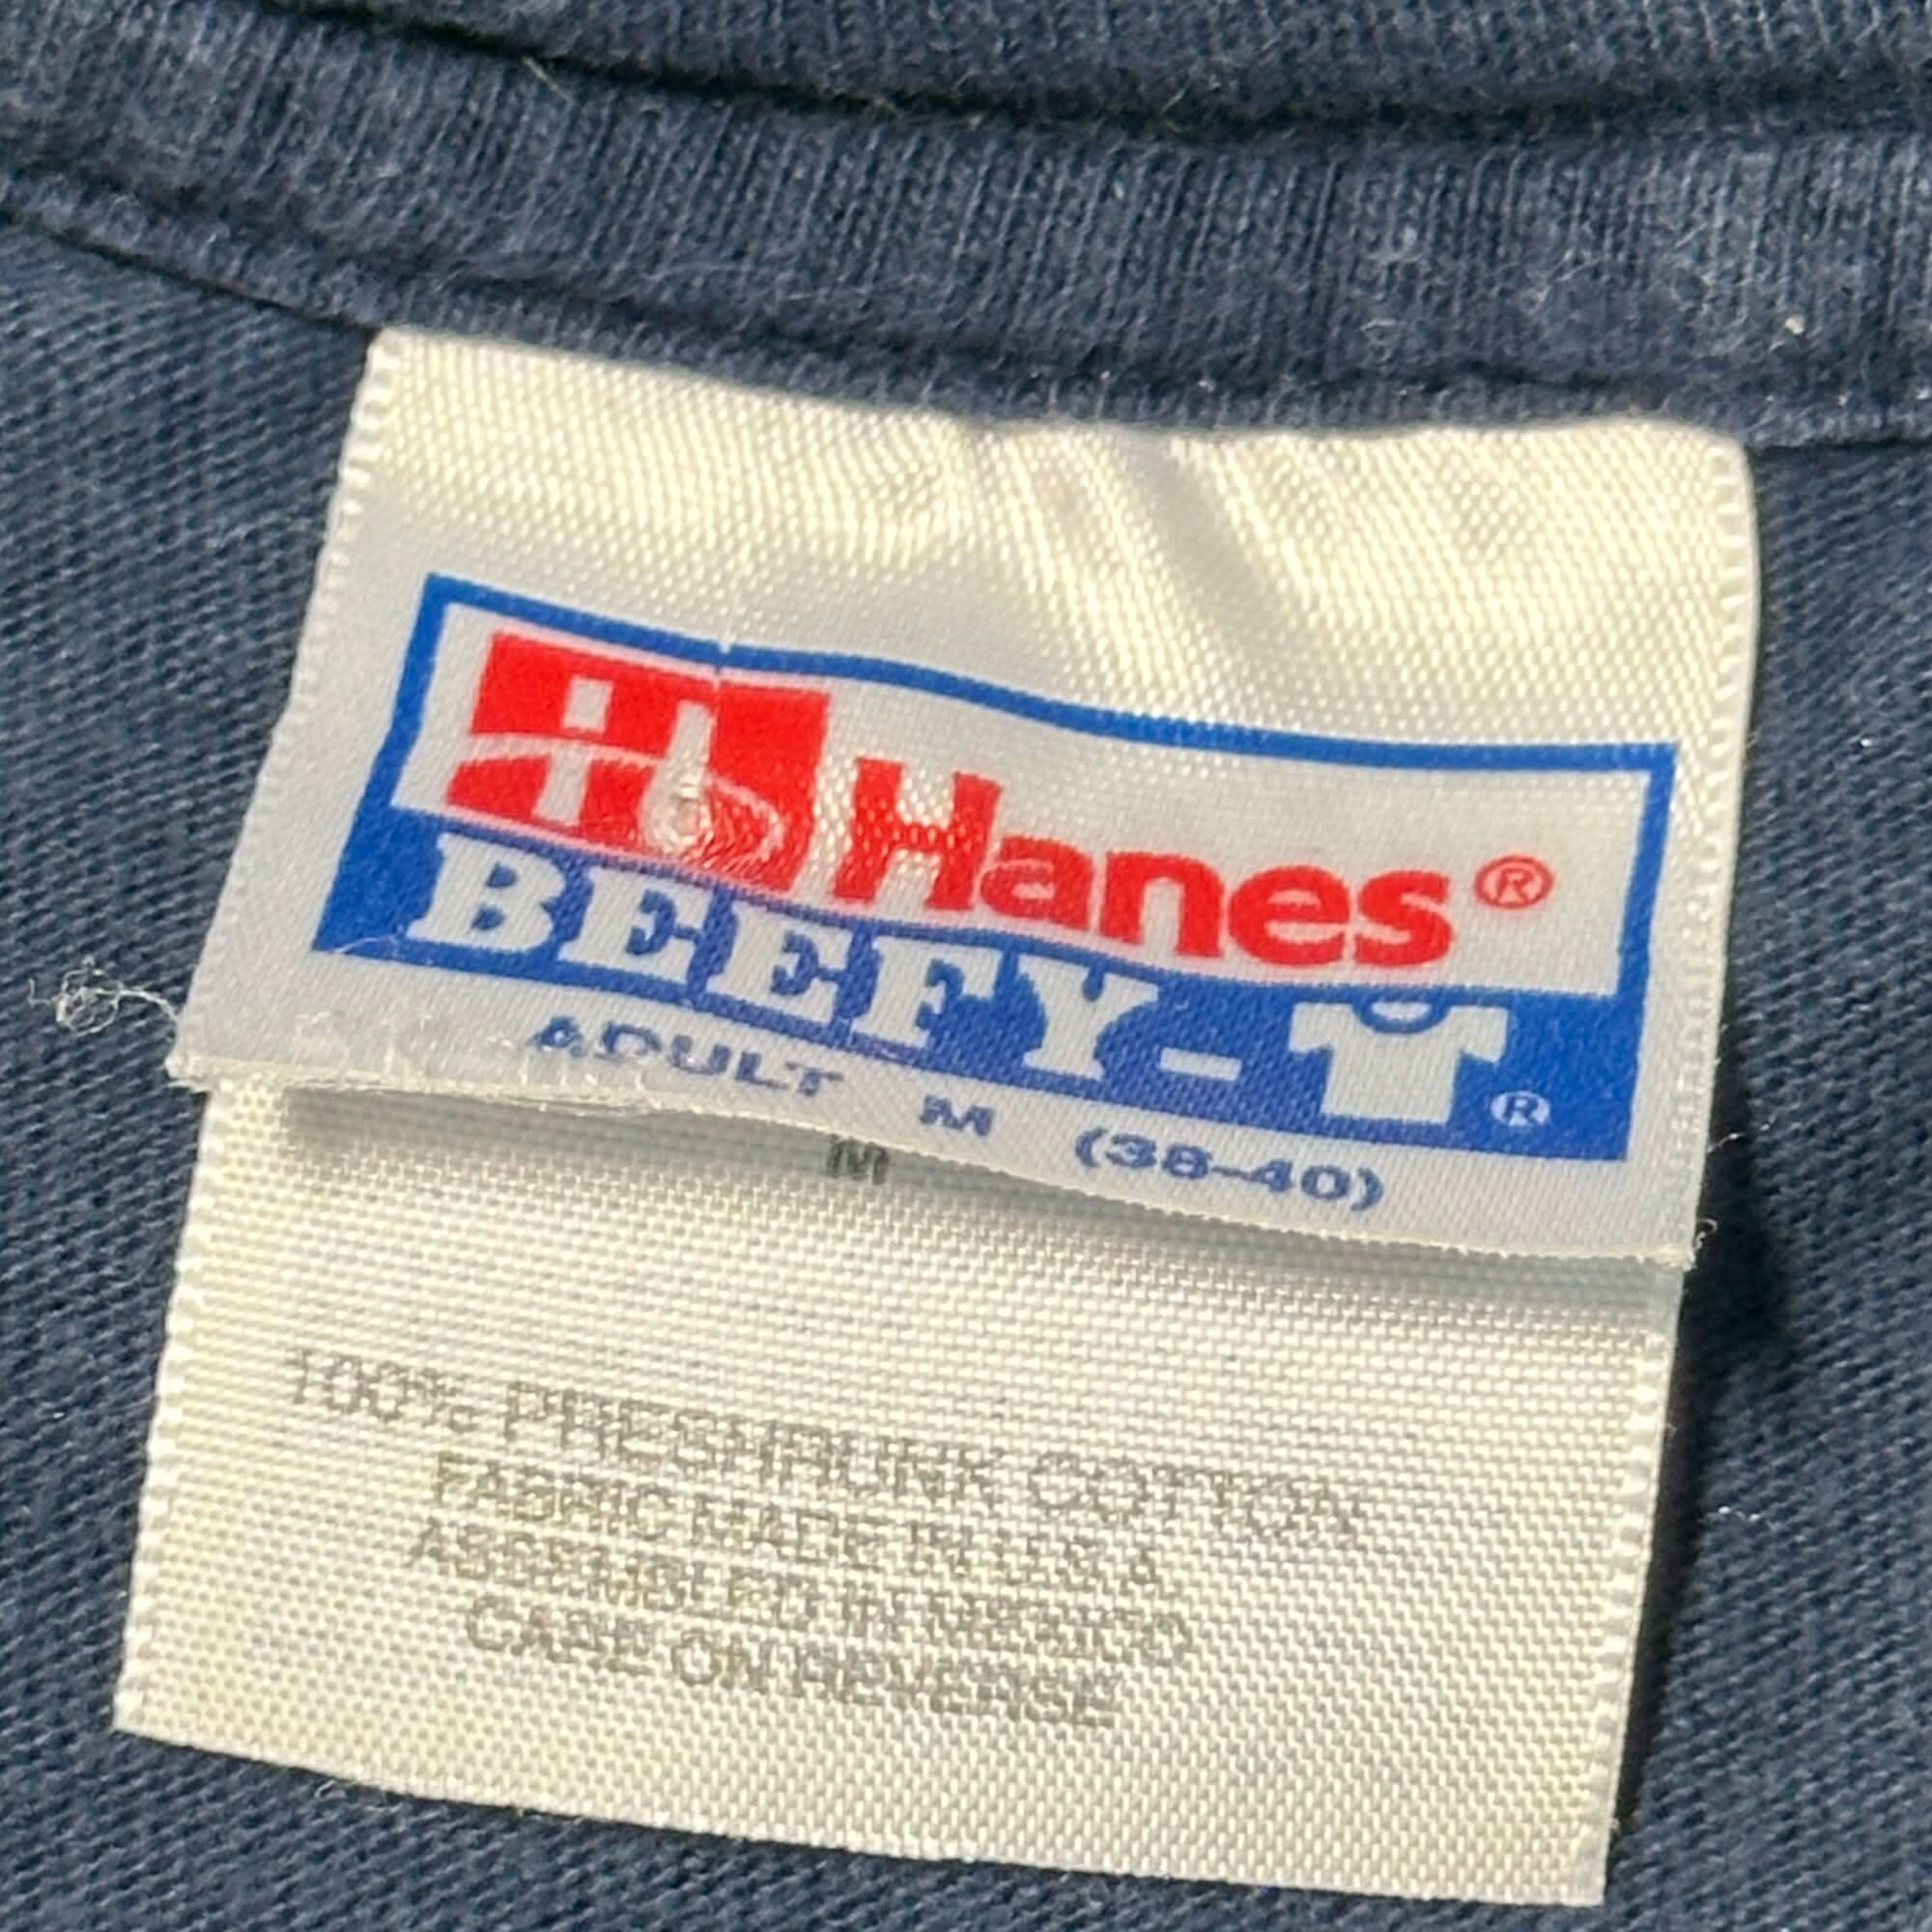 Hanes®
BEEFY-T®
ADULT M (38-40)
M
100% PRESHRUNK COTTON
FABRIC MADE IN U.S.A.
ASSEMBLED IN MEXICO
CARE ON REVERSE